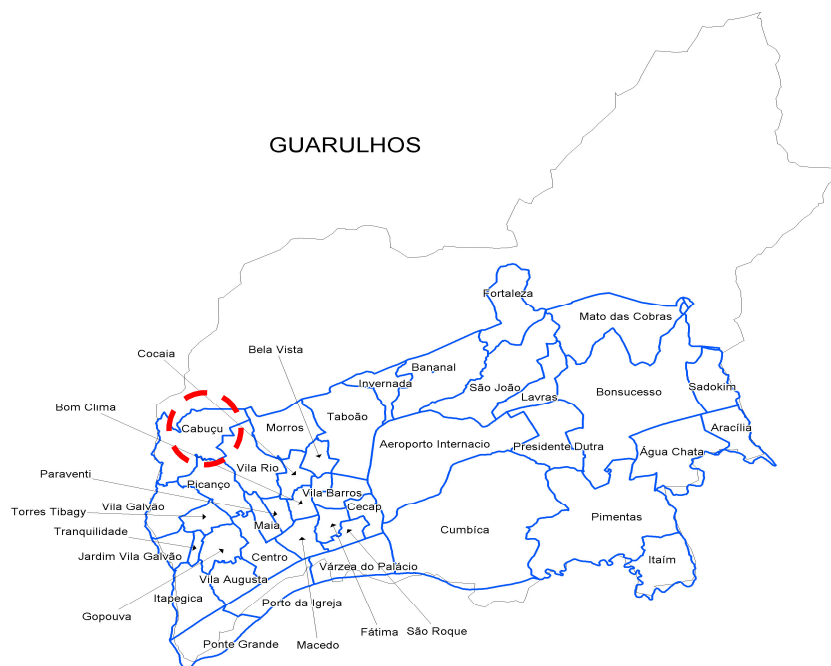 GUARULHOS
Fortaleza
Mato das Cobras
Cocaia
Bela Vista
Bananal
Invernada
São João
Lavras
Bonsucesso
Sadokim
Bom Clima
Cabuçu
Morros
Taboão
Aeroporto Internacio
Presidente Dutra
Água Chata
Aracília
Paraventi
Vila Rio
Picanço
Vila Barros
Cecap
Torres Tibagy
Vila Galvão
Tranquilidade
Maia
Cumbíca
Pimentas
Jardim Vila Galvão
Centro
Várzea do Palácio
Itaím
Vila Augusta
Itapegica
Porto da Igreja
Gopouva
Ponte Grande
Macedo
Fátima
São Roque